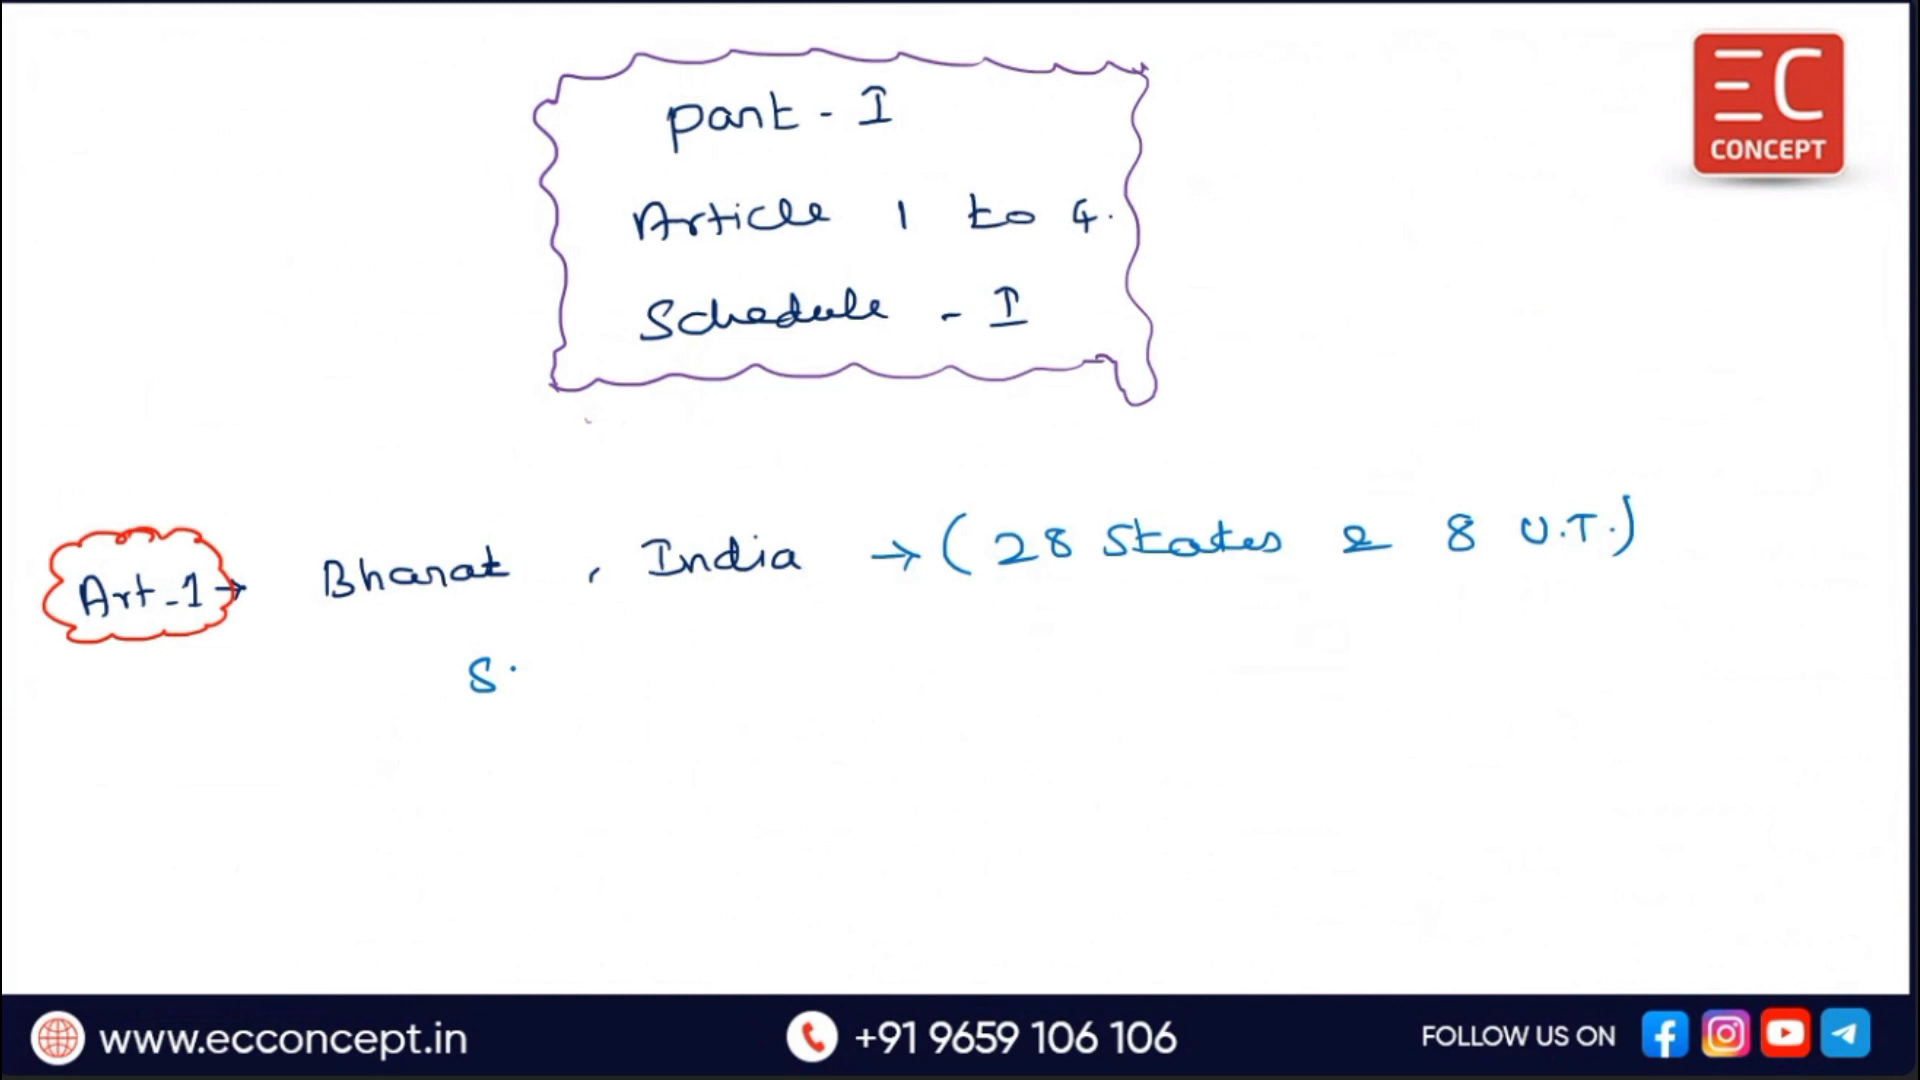 EC
CONCEPT
Part - I
Article 1 to 4.
Schedule - I
Art-1→ Bharat, India → (28 States & 8 U.T.)
S.
www.ecconcept.in
+91 9659 106 106
FOLLOW US ON